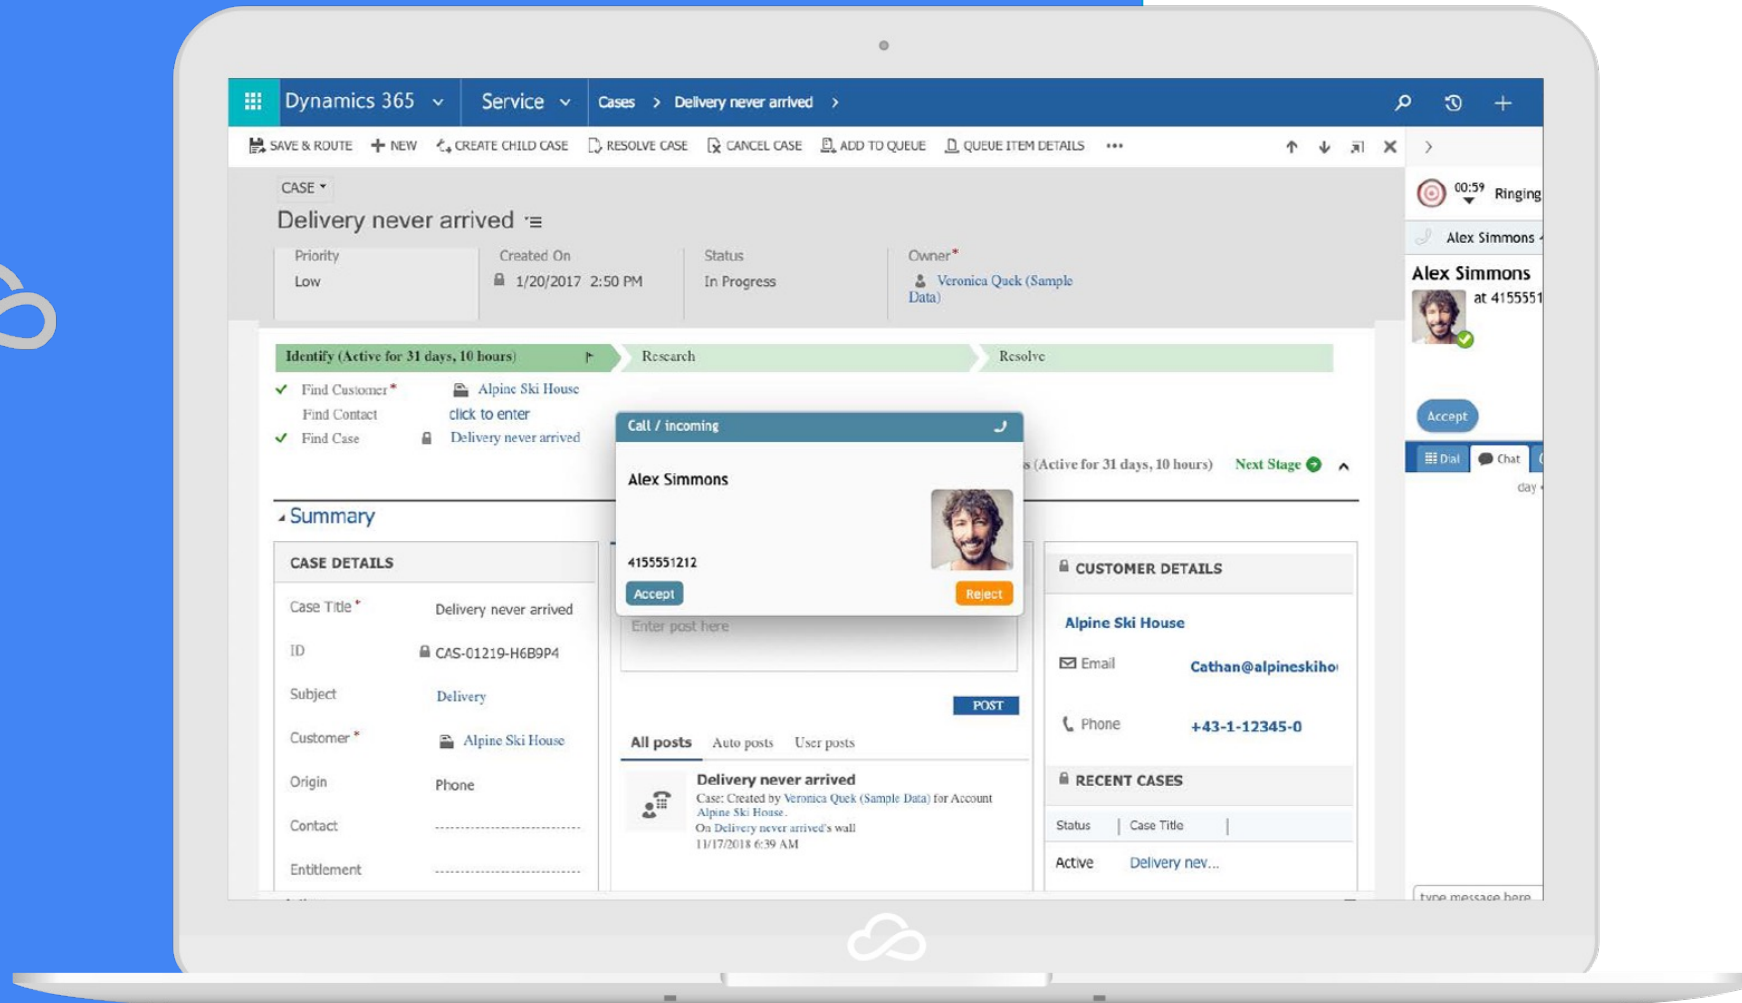 Dynamics 365
Service
Cases > Delivery never arrived >
SAVE & ROUTE
NEW
CREATE CHILD CASE
RESOLVE CASE
CANCEL CASE
ADD TO QUEUE
QUEUE ITEM DETAILS
CASE
Delivery never arrived
Priority
Low
Created On
1/20/2017 2:50 PM
Status
In Progress
Owner*
Veronica Quek (Sample
Data)
Identify (Active for 31 days, 10 hours)
Research
Resolve
Find Customer*
Alpine Ski House
Find Contact
click to enter
Find Case
Delivery never arrived
(Active for 31 days, 10 hours)
Next Stage
Call / incoming
Alex Simmons
4155551212
Accept
Reject
Summary
CASE DETAILS
Case Title *
Delivery never arrived
ID
CAS-01219-H6B9P4
Subject
Delivery
Customer *
Alpine Ski House
Origin
Phone
Contact
Entitlement
Enter post here
POST
All posts
Auto posts
User posts
Delivery never arrived
Case: Created by Veronica Quek (Sample Data) for Account
Alpine Ski House.
On Delivery never arrived's wall
11/17/2018 6:39 AM
CUSTOMER DETAILS
Alpine Ski House
Email
Cathan@alpineskiho
Phone
+43-1-12345-0
RECENT CASES
Status
Case Title
Active
Delivery nev...
00:59
Ringing
Alex Simmons
Alex Simmons
at 4155551
Accept
Dial
Chat
day
type message here